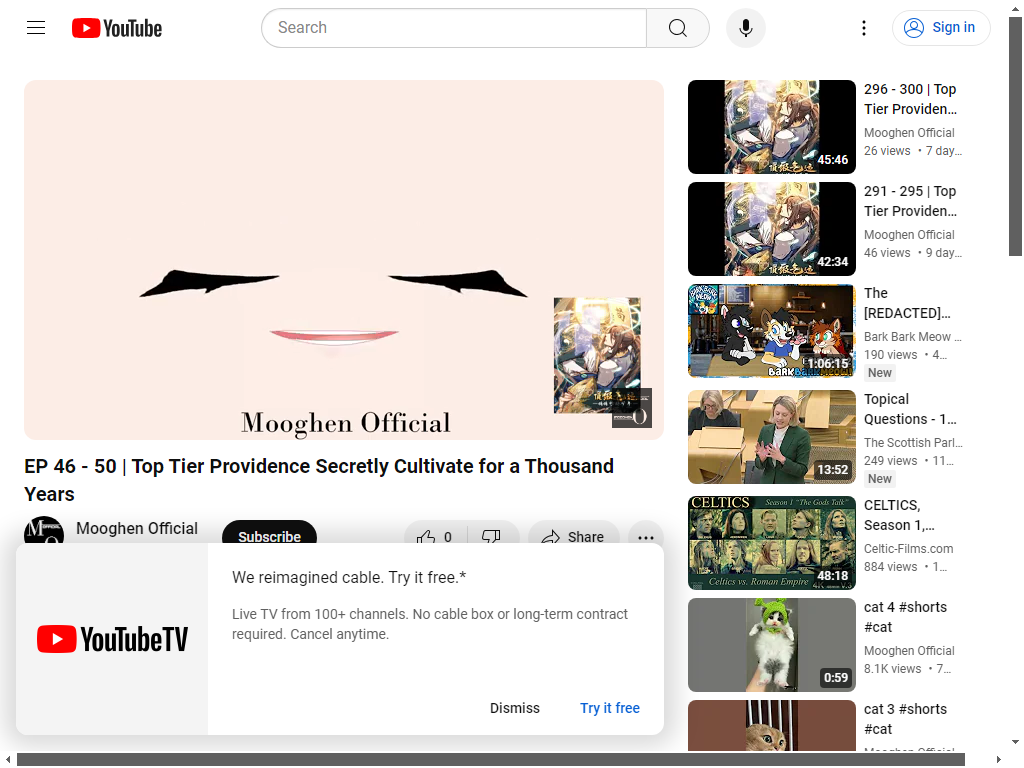 YouTube
Search
Sign in
Mooghen Official
EP 46 - 50 | Top Tier Providence Secretly Cultivate for a Thousand
Years
Mooghen Official
Subscribe
0
Share
YouTubeTV
We reimagined cable. Try it free.*
Live TV from 100+ channels. No cable box or long-term contract
required. Cancel anytime.
Dismiss
Try it free
45:46
296 - 300 | Top
Tier Providen...
Mooghen Official
26 views • 7 day...
42:34
291 - 295 | Top
Tier Providen...
Mooghen Official
46 views • 9 day...
BARK BARK
MEOW
1:06:15
The
[REDACTED]...
Bark Bark Meow ...
190 views • 4...
New
13:52
Topical
Questions - 1...
The Scottish Parl...
249 views • 11...
New
CELTICS
Season 1 "The Gods Talk"
Celtics vs. Roman Empire
48:18
CELTICS,
Season 1,...
Celtic-Films.com
884 views • 1...
0:59
cat 4 #shorts
#cat
Mooghen Official
8.1K views • 7...
cat 3 #shorts
#cat
Mooghen Official